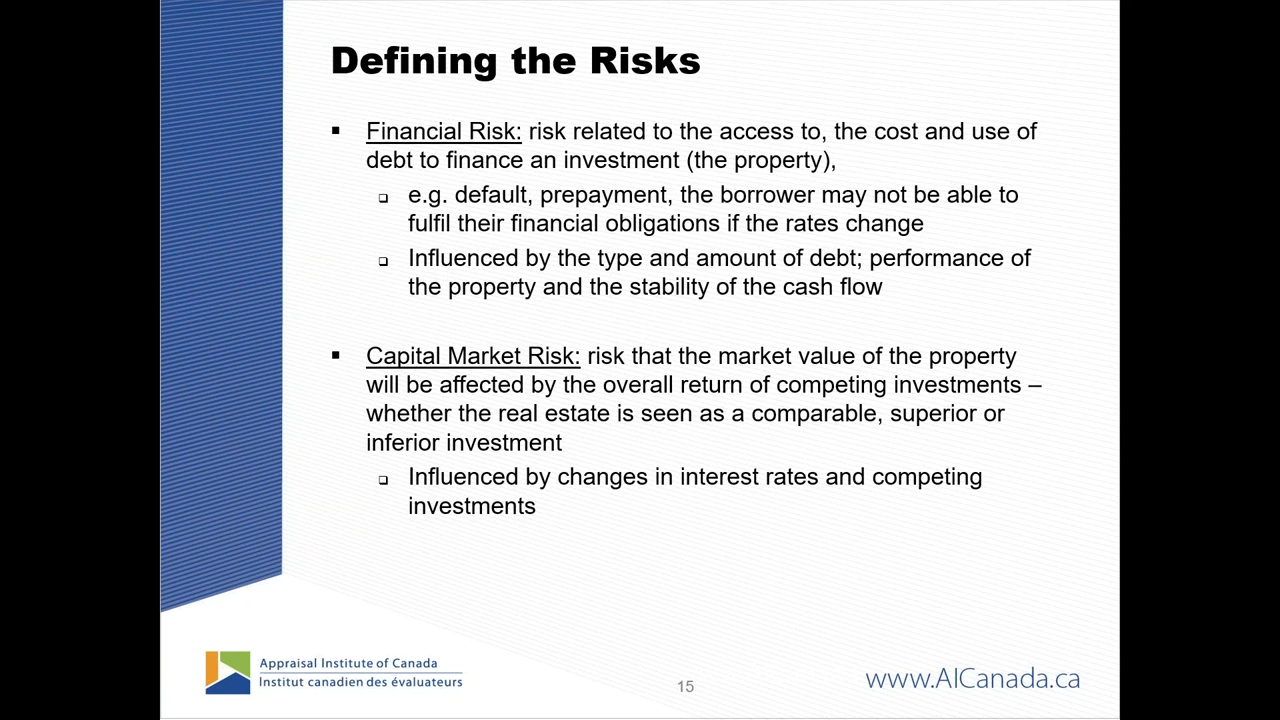 Defining the Risks
▪ Financial Risk: risk related to the access to, the cost and use of
debt to finance an investment (the property),
❑ e.g. default, prepayment, the borrower may not be able to
fulfil their financial obligations if the rates change
❑ Influenced by the type and amount of debt; performance of
the property and the stability of the cash flow
▪ Capital Market Risk: risk that the market value of the property
will be affected by the overall return of competing investments –
whether the real estate is seen as a comparable, superior or
inferior investment
❑ Influenced by changes in interest rates and competing
investments
Appraisal Institute of Canada
Institut canadien des évaluateurs
15
www.AICanada.ca